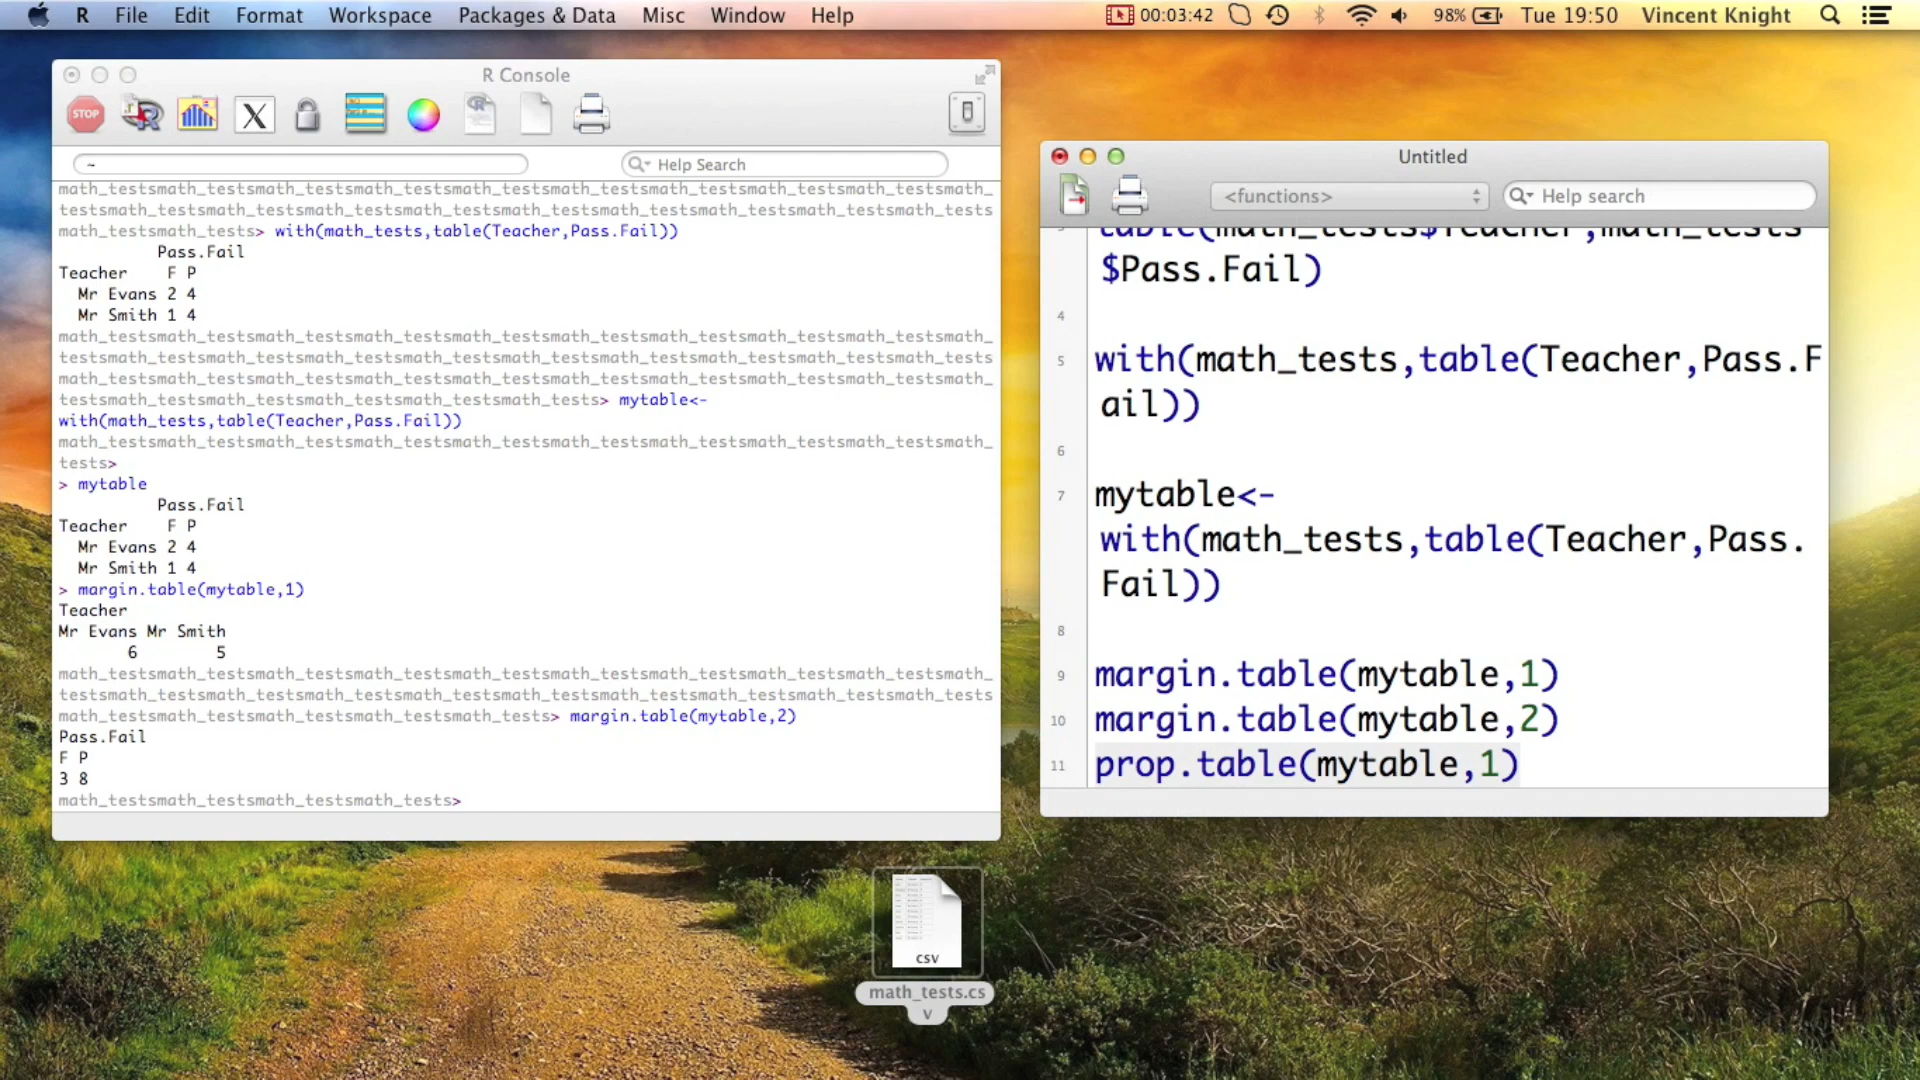 R File Edit Format Workspace Packages & Data Misc Window Help 00:03:42 98% Tue 19:50 Vincent Knight
R Console
STOP
~ Help Search
math_testsmath_testsmath_testsmath_testsmath_testsmath_testsmath_testsmath_testsmath_testsmath_
testsmath_testsmath_testsmath_testsmath_testsmath_testsmath_testsmath_testsmath_testsmath_tests
math_testsmath_tests> with(math_tests,table(Teacher,Pass.Fail))
Pass.Fail
Teacher F P
Mr Evans 2 4
Mr Smith 1 4
math_testsmath_testsmath_testsmath_testsmath_testsmath_testsmath_testsmath_testsmath_testsmath_
testsmath_testsmath_testsmath_testsmath_testsmath_testsmath_testsmath_testsmath_testsmath_tests
math_testsmath_testsmath_testsmath_testsmath_testsmath_testsmath_testsmath_testsmath_testsmath_
testsmath_testsmath_testsmath_testsmath_testsmath_tests> mytable<-
with(math_tests,table(Teacher,Pass.Fail))
math_testsmath_testsmath_testsmath_testsmath_testsmath_testsmath_testsmath_testsmath_testsmath_
tests>
> mytable
Pass.Fail
Teacher F P
Mr Evans 2 4
Mr Smith 1 4
> margin.table(mytable,1)
Teacher
Mr Evans Mr Smith
6 5
math_testsmath_testsmath_testsmath_testsmath_testsmath_testsmath_testsmath_testsmath_testsmath_
testsmath_testsmath_testsmath_testsmath_testsmath_testsmath_testsmath_testsmath_testsmath_tests
math_testsmath_testsmath_testsmath_testsmath_tests> margin.table(mytable,2)
Pass.Fail
F P
3 8
math_testsmath_testsmath_testsmath_tests>
Untitled
<functions> Help search
table(math_tests$Teacher,math_tests
$Pass.Fail)
4
5 with(math_tests,table(Teacher,Pass.F
ail))
6
7 mytable<-
with(math_tests,table(Teacher,Pass.
Fail))
8
9 margin.table(mytable,1)
10 margin.table(mytable,2)
11 prop.table(mytable,1)
CSV
math_tests.cs
v